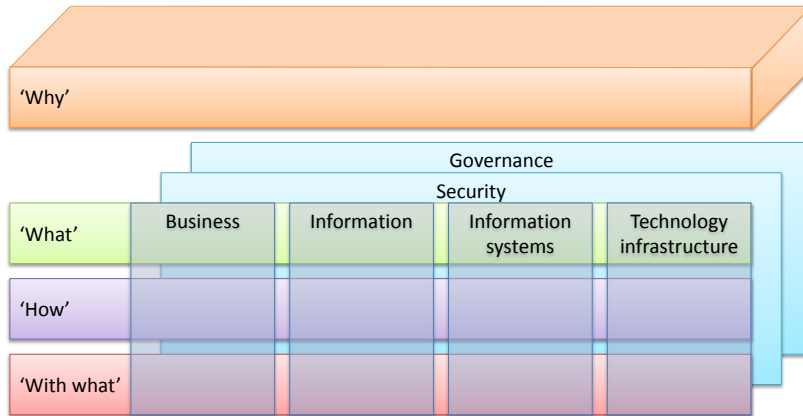 ‘Why’
Governance
Security
‘What’
Business
Information
Information
systems
Technology
infrastructure
‘How’
‘With what’